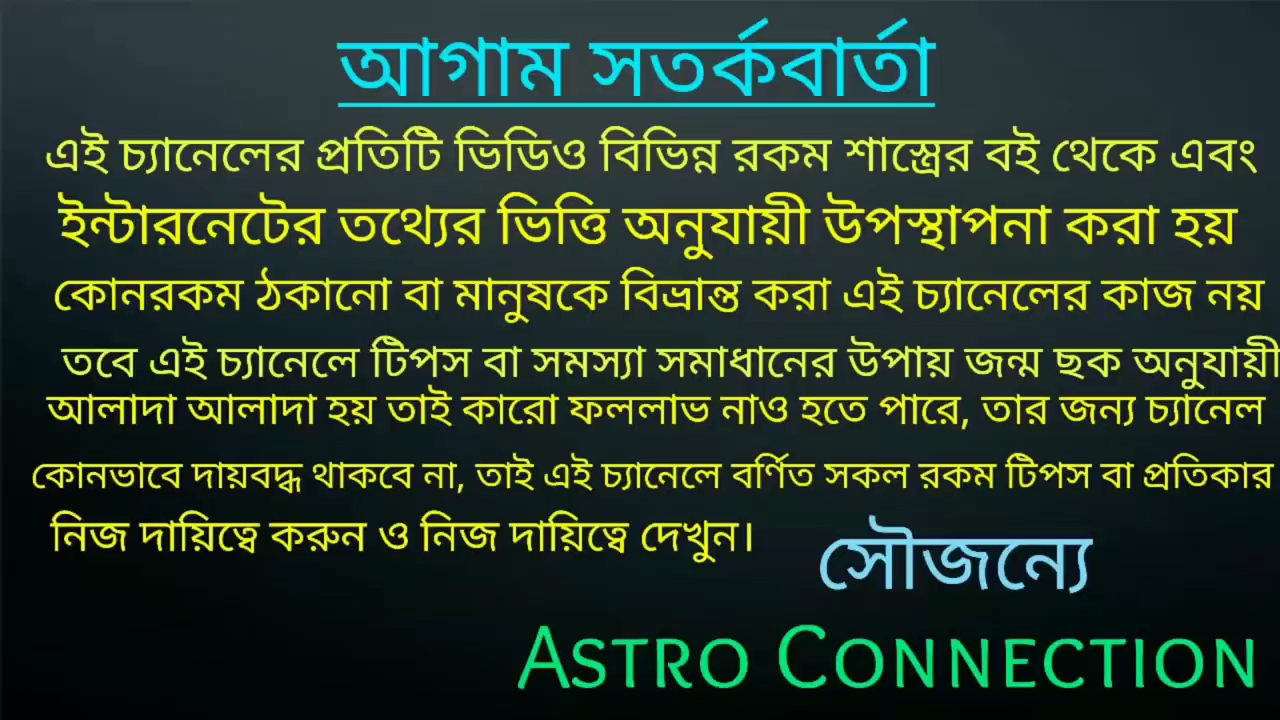 আগাম সতর্কবার্তা
এই চ্যানেলের প্রতিটি ভিডিও বিভিন্ন রকম শাস্ত্রের বই থেকে এবং
ইন্টারনেটের তথ্যের ভিত্তি অনুযায়ী উপস্থাপনা করা হয়
কোনরকম ঠকানো বা মানুষকে বিভ্রান্ত করা এই চ্যানেলের কাজ নয়
তবে এই চ্যানেলে টিপস বা সমস্যা সমাধানের উপায় জন্ম ছক অনুযায়ী
আলাদা আলাদা হয় তাই কারো ফললাভ নাও হতে পারে, তার জন্য চ্যানেল
কোনভাবে দায়বদ্ধ থাকবে না, তাই এই চ্যানেলে বর্ণিত সকল রকম টিপস বা প্রতিকার
নিজ দায়িত্বে করুন ও নিজ দায়িত্বে দেখুন।
সৌজন্যে
ASTRO CONNECTION